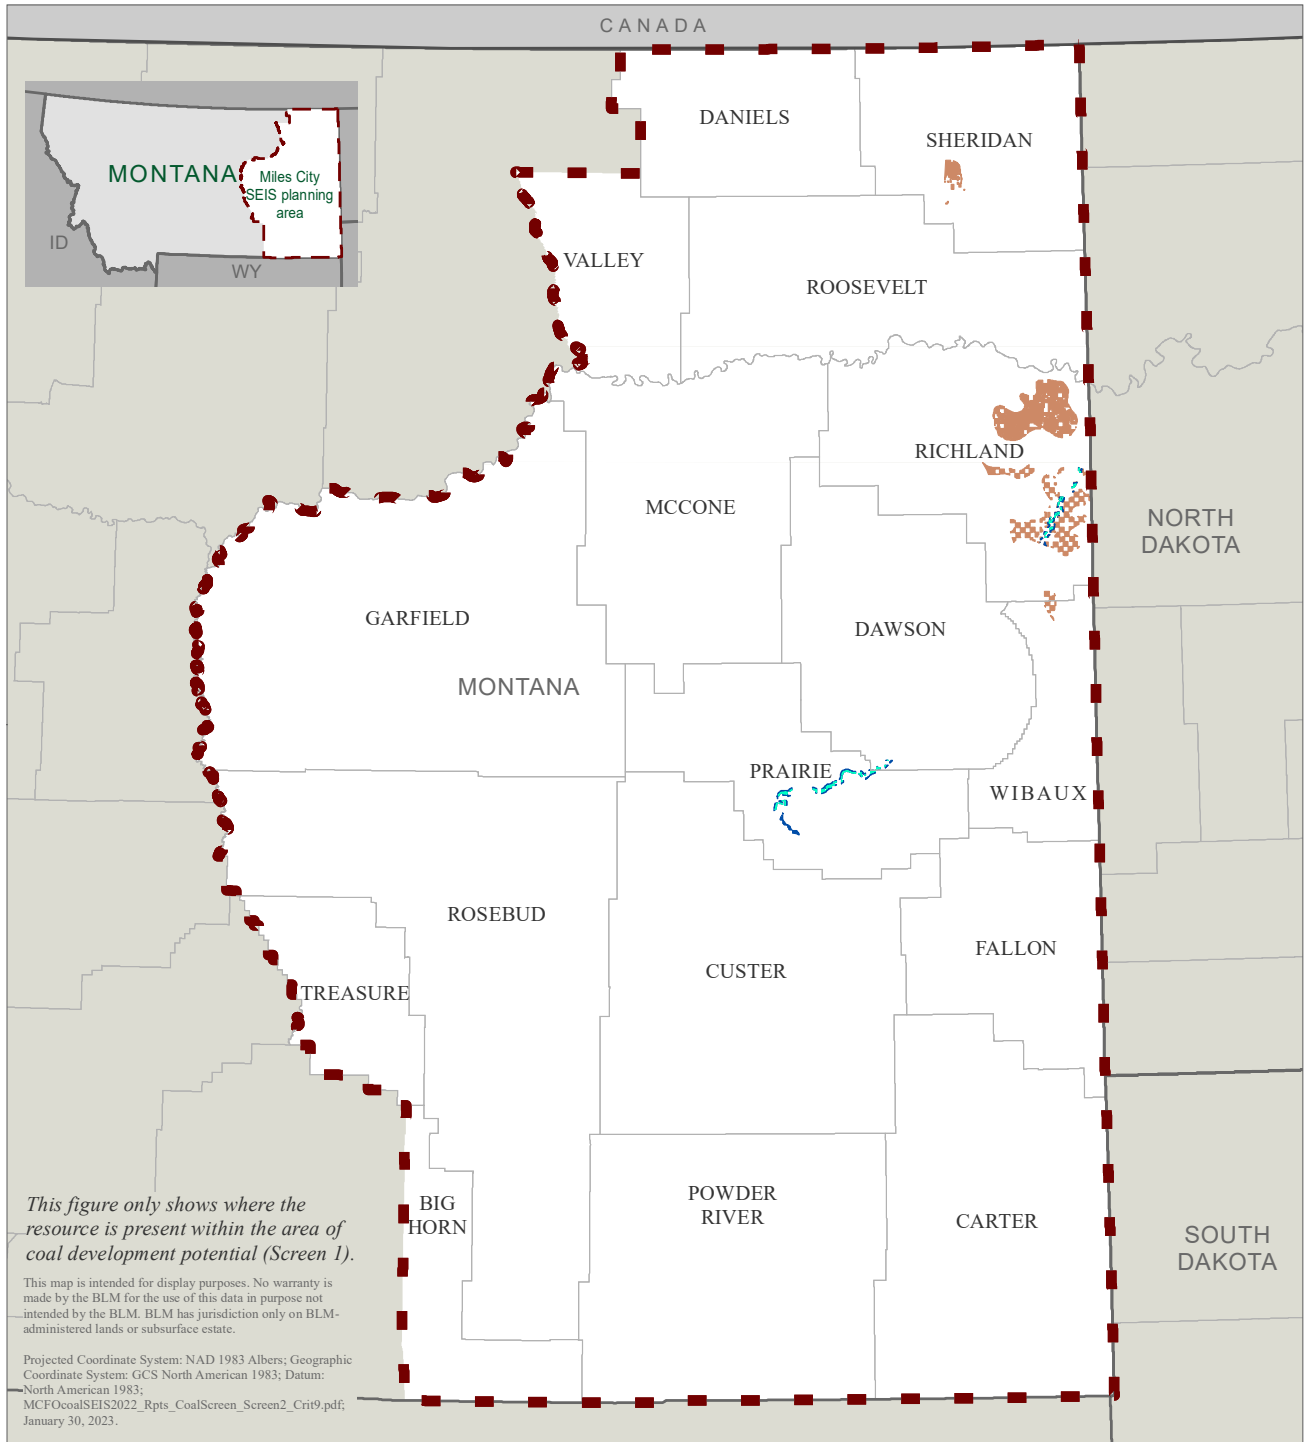 CANADA
DANIELS
SHERIDAN
MONTANA
Miles City
SEIS planning
area
ID
WY
VALLEY
ROOSEVELT
RICHLAND
MCCONE
NORTH
DAKOTA
GARFIELD
DAWSON
MONTANA
PRAIRIE
WIBAUX
ROSEBUD
CUSTER
FALLON
TREASURE
BIG
HORN
POWDER
RIVER
CARTER
SOUTH
DAKOTA
This figure only shows where the
resource is present within the area of
coal development potential (Screen 1).
This map is intended for display purposes. No warranty is
made by the BLM for the use of this data in purpose not
intended by the BLM. BLM has jurisdiction only on BLM-
administered lands or subsurface estate.
Projected Coordinate System: NAD 1983 Albers; Geographic
Coordinate System: GCS North American 1983; Datum:
North American 1983;
MCFOcoalSEIS2022_Rpts_CoalScreen_Screen2_Crit9.pdf;
January 30, 2023.